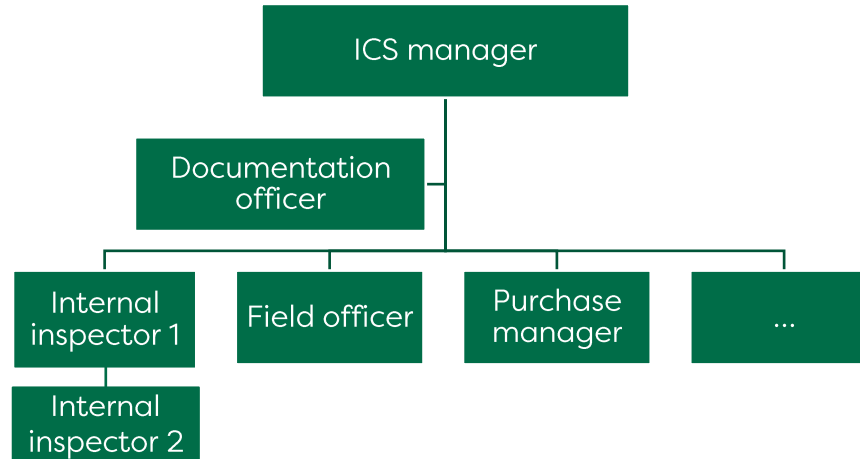 ICS manager
Documentation
officer
Internal
inspector 1
Field officer
Purchase
manager
...
Internal
inspector 2